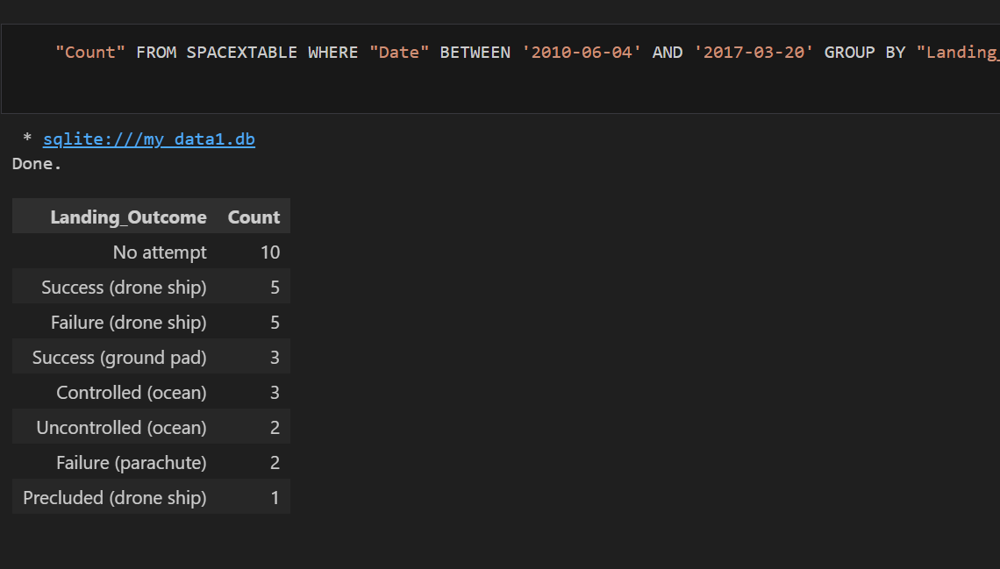 "Count" FROM SPACEXTABLE WHERE "Date" BETWEEN '2010-06-04' AND '2017-03-20' GROUP BY "Landing_
* sqlite:///my_data1.db
Done.
Landing_Outcome Count
No attempt 10
Success (drone ship) 5
Failure (drone ship) 5
Success (ground pad) 3
Controlled (ocean) 3
Uncontrolled (ocean) 2
Failure (parachute) 2
Precluded (drone ship) 1